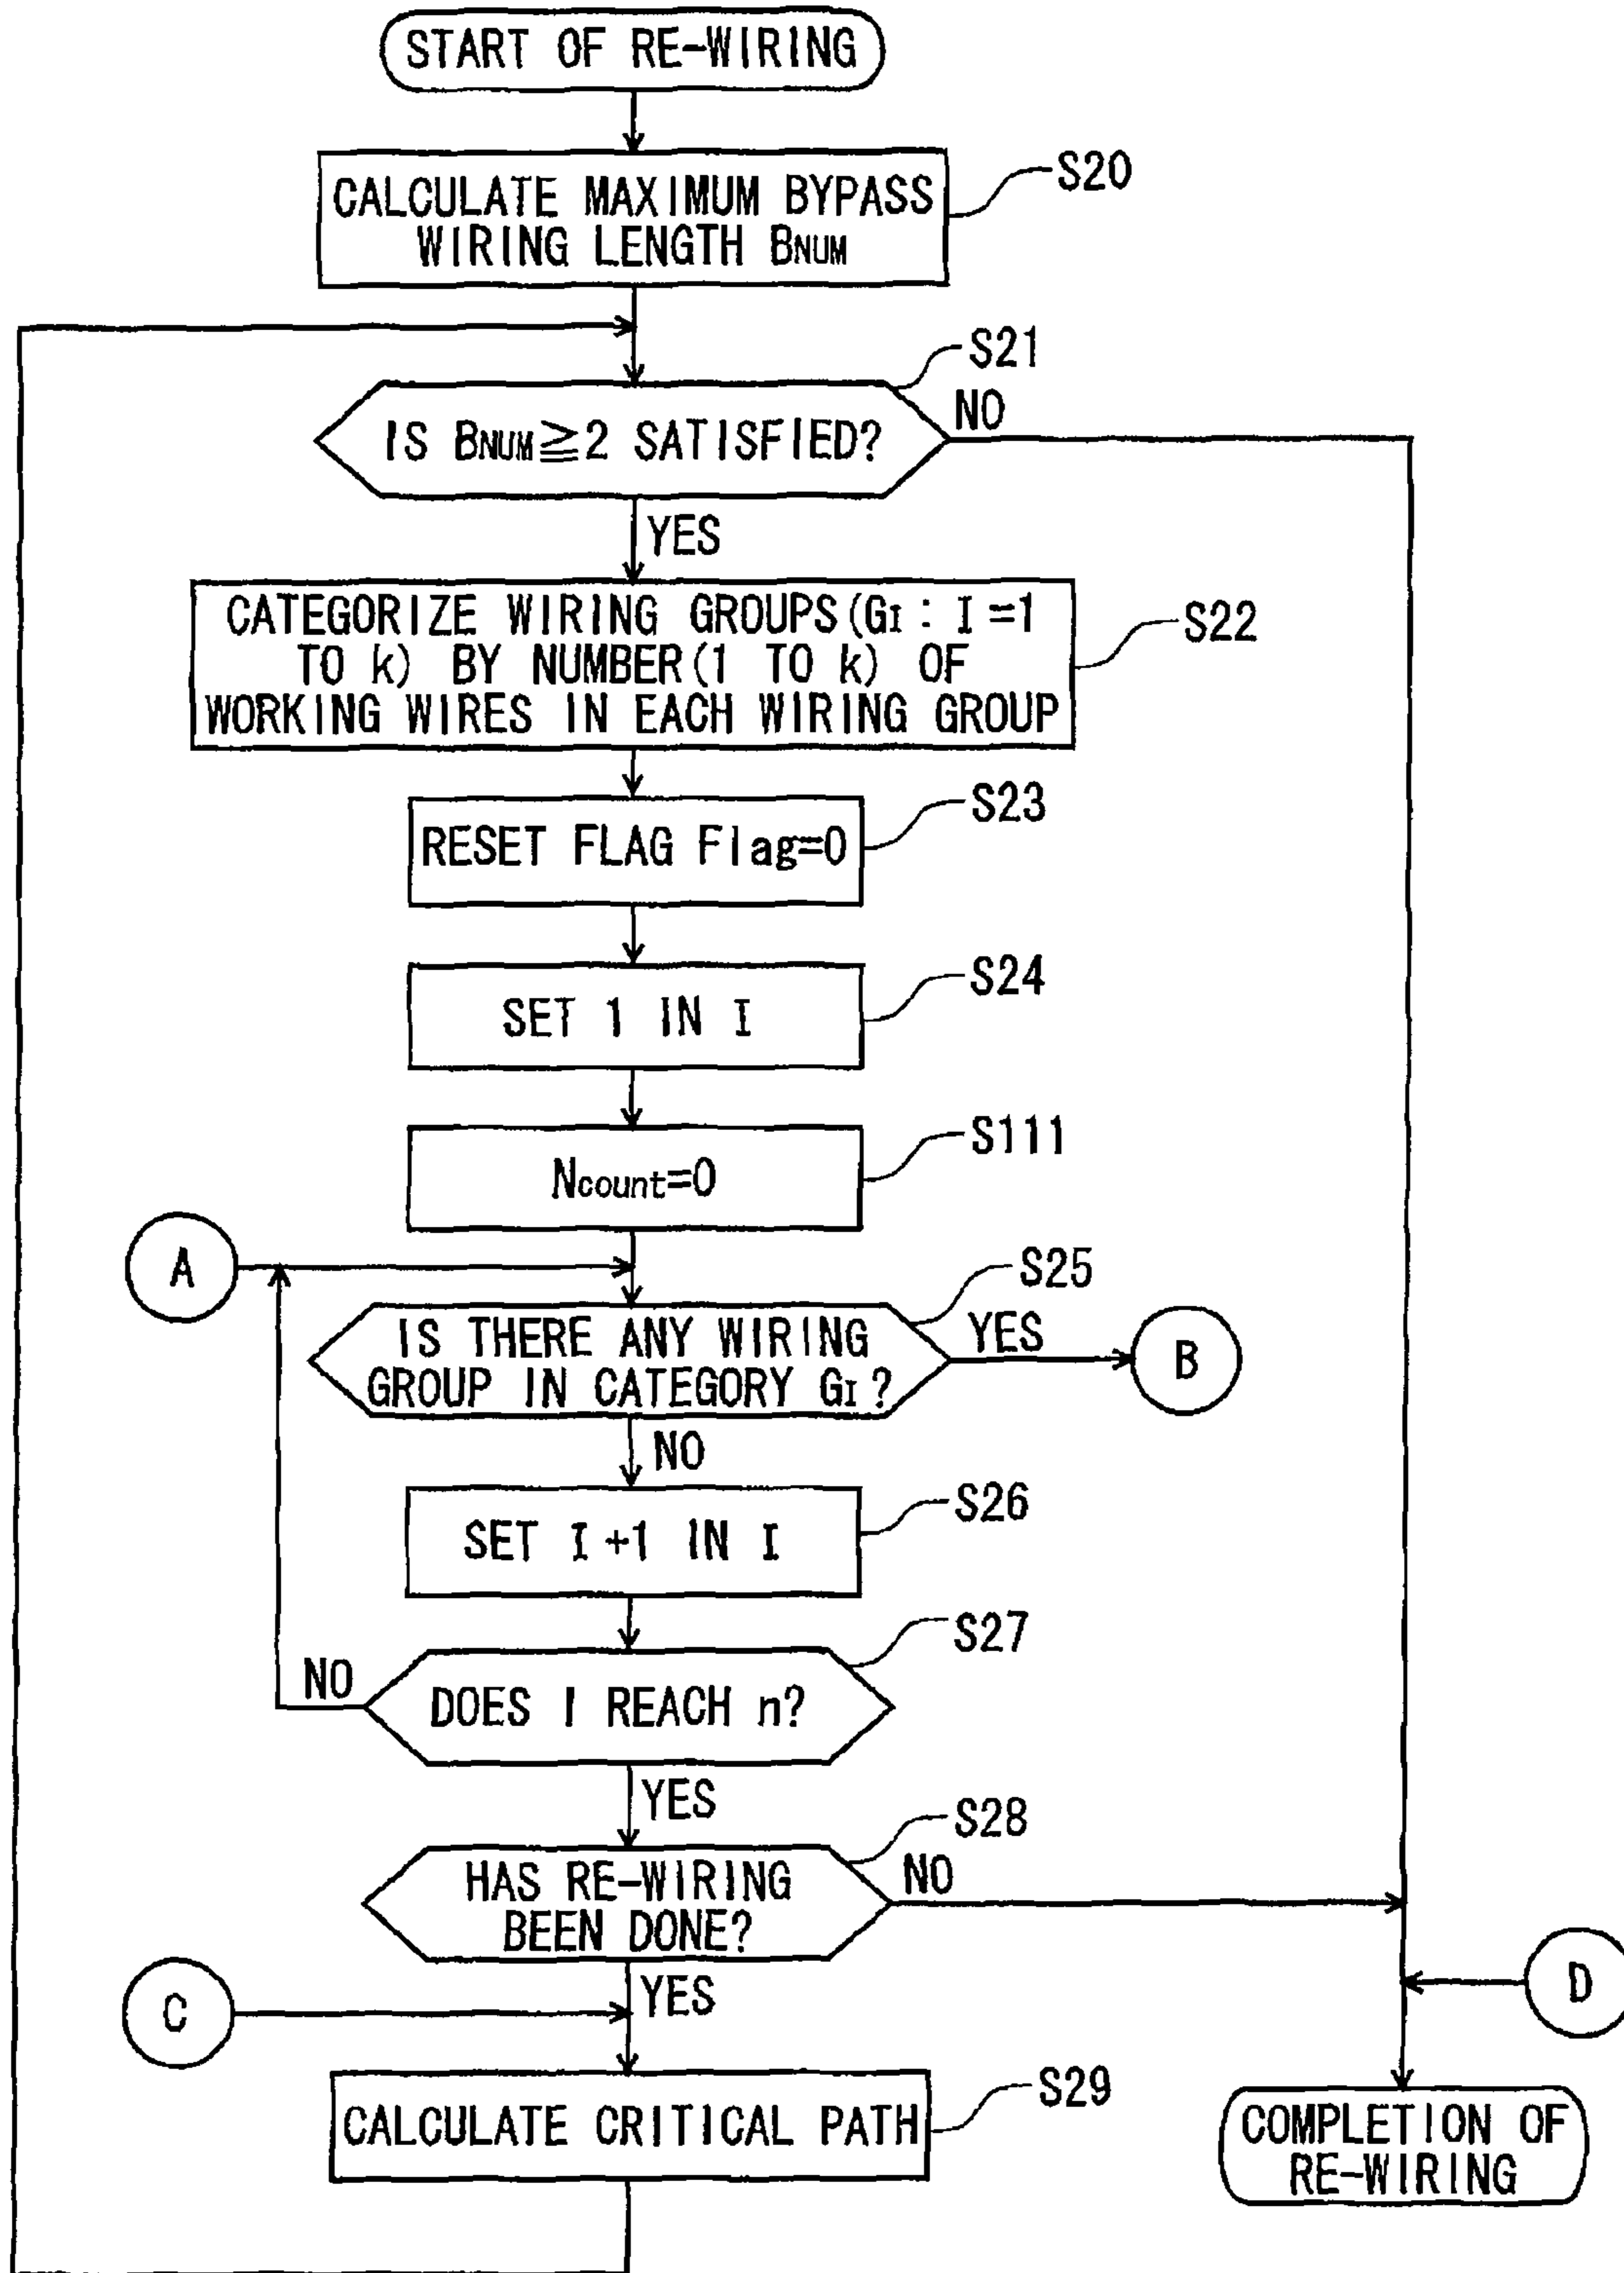 START OF RE-WIRING
CALCULATE MAXIMUM BYPASS
WIRING LENGTH BNUM
S20
IS BNUM≧2 SATISFIED?
S21
NO
YES
CATEGORIZE WIRING GROUPS(GI : I=1
TO k) BY NUMBER(1 TO k) OF
WORKING WIRES IN EACH WIRING GROUP
S22
RESET FLAG Flag=0
S23
SET 1 IN I
S24
Ncount=0
S111
A
IS THERE ANY WIRING
GROUP IN CATEGORY GI?
S25
YES
B
NO
SET I+1 IN I
S26
DOES I REACH n?
S27
NO
YES
HAS RE-WIRING
BEEN DONE?
S28
NO
YES
C
D
CALCULATE CRITICAL PATH
S29
COMPLETION OF
RE-WIRING